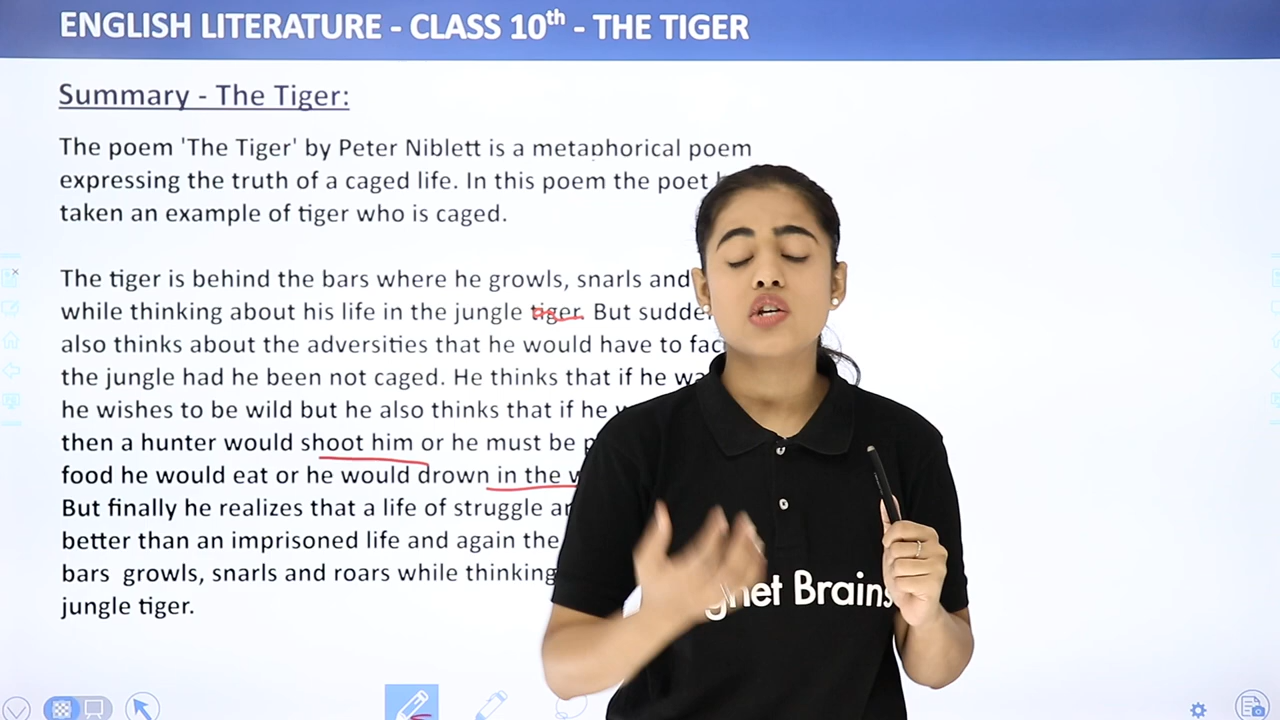 ENGLISH LITERATURE - CLASS 10th - THE TIGER
Summary - The Tiger:
The poem 'The Tiger' by Peter Niblett is a metaphorical poem
expressing the truth of a caged life. In this poem the poet
taken an example of tiger who is caged.
The tiger is behind the bars where he growls, snarls and
while thinking about his life in the jungle tiger. But
also thinks about the adversities that he would have to
the jungle had he been not caged. He thinks that if he
he wishes to be wild but he also thinks that if he
then a hunter would shoot him or he must be
food he would eat or he would drown in the
But finally he realizes that a life of struggle
better than an imprisoned life and again the
bars growls, snarls and roars while thinking
jungle tiger.
Brains